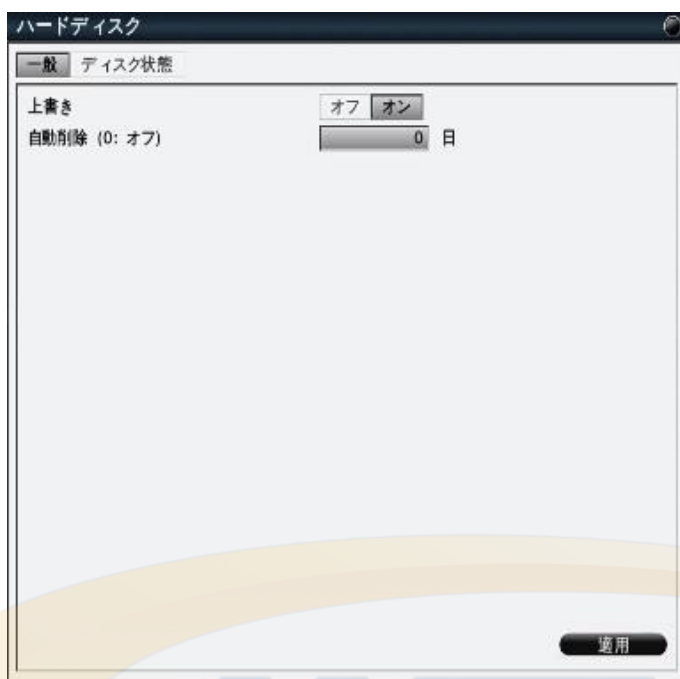 ハードディスク
一般 ディスク状態
上書き オフ オン
自動削除 (0: オフ) 0 日
適用